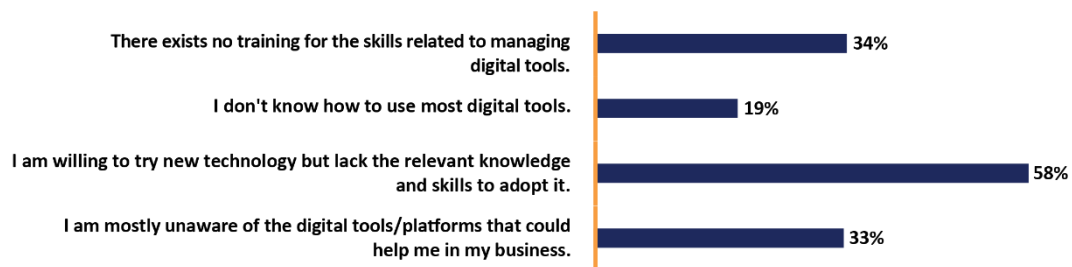 There exists no training for the skills related to managing
digital tools.
34%
I don't know how to use most digital tools.
19%
I am willing to try new technology but lack the relevant knowledge
and skills to adopt it.
58%
I am mostly unaware of the digital tools/platforms that could
help me in my business.
33%